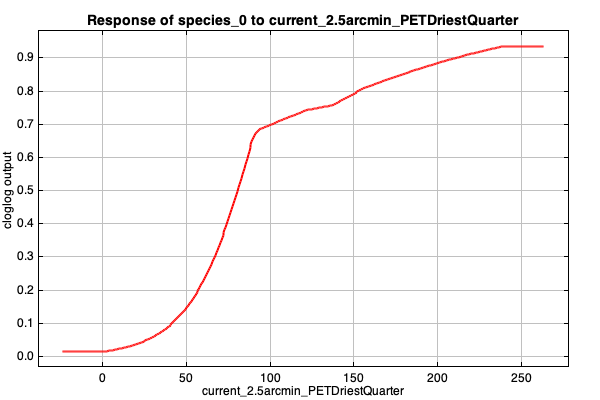 Response of species_0 to current_2.5arcmin_PETDriestQuarter
0.9
0.8
0.7
0.6
0.5
0.4
0.3
0.2
0.1
0.0
cloglog output
0 50 100 150 200 250
current_2.5arcmin_PETDriestQuarter